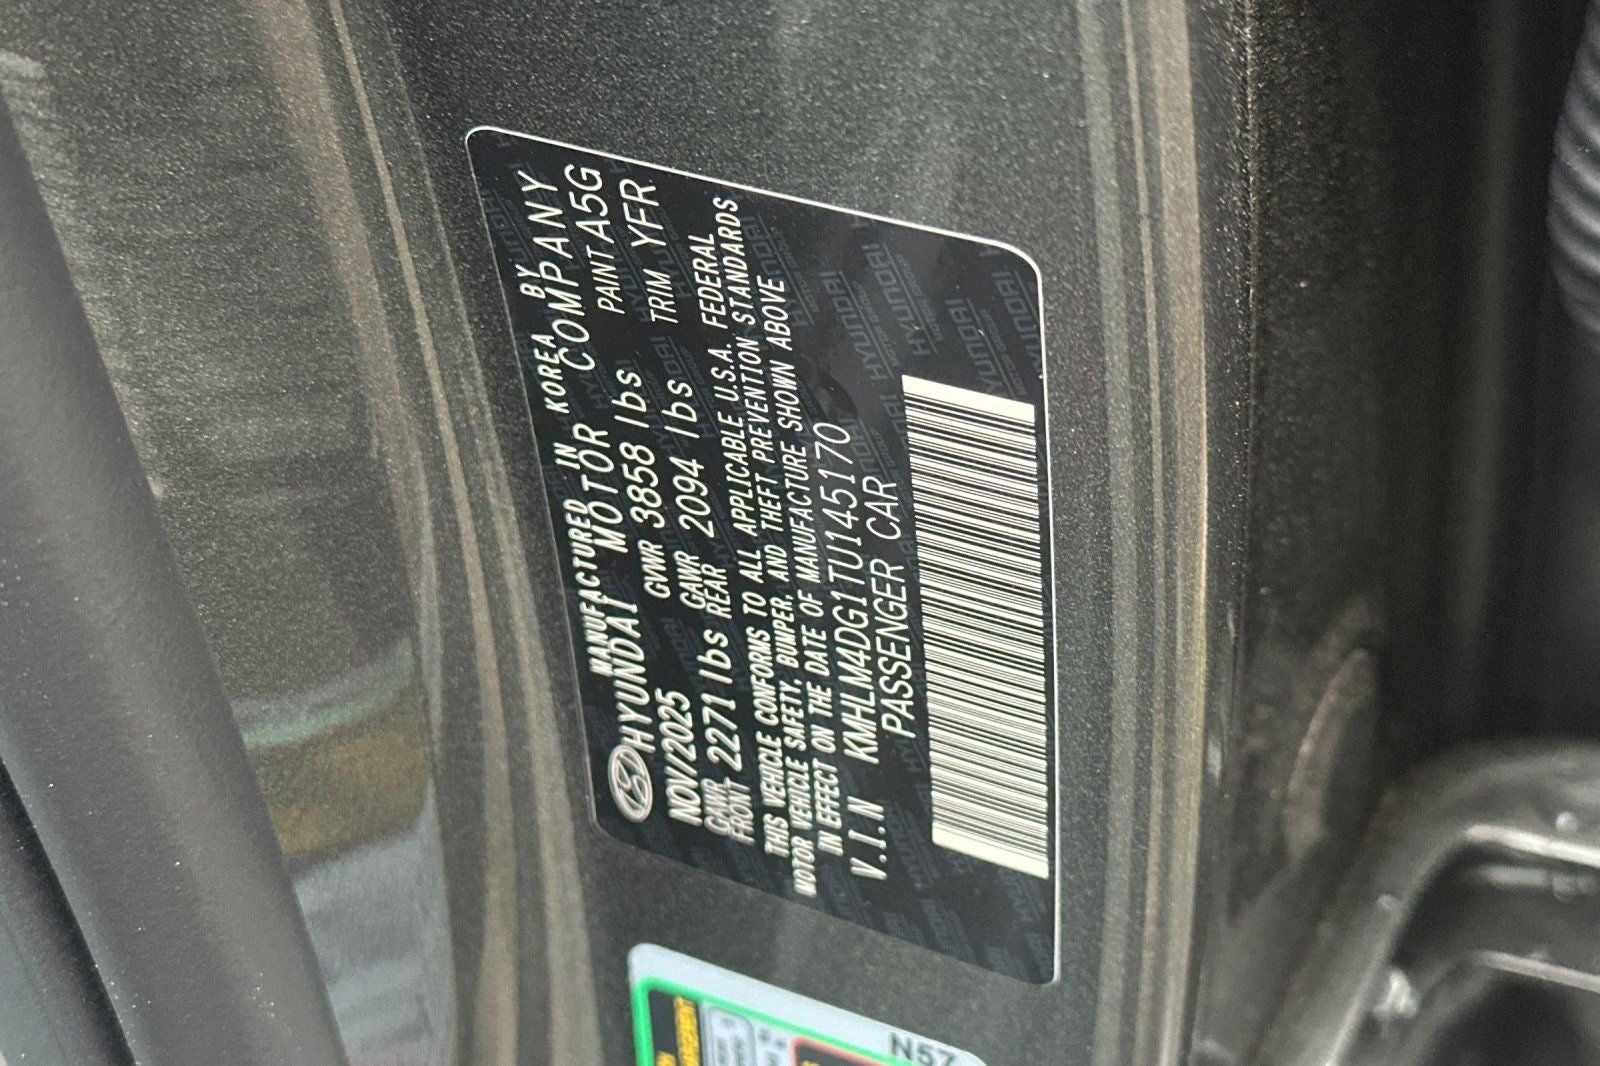 MANUFACTURED IN KOREA BY
HYUNDAI MOTOR COMPANY
NOV/2025 GVWR 3858 lbs PAINT A5G
GAWR FRONT 2271 lbs GAWR REAR 2094 lbs TRIM YFR
THIS VEHICLE CONFORMS TO ALL APPLICABLE U.S.A. FEDERAL
MOTOR VEHICLE SAFETY, BUMPER, AND THEFT PREVENTION STANDARDS
IN EFFECT ON THE DATE OF MANUFACTURE SHOWN ABOVE
V.I.N KMHLM4DG1TU145170
PASSENGER CAR
N57